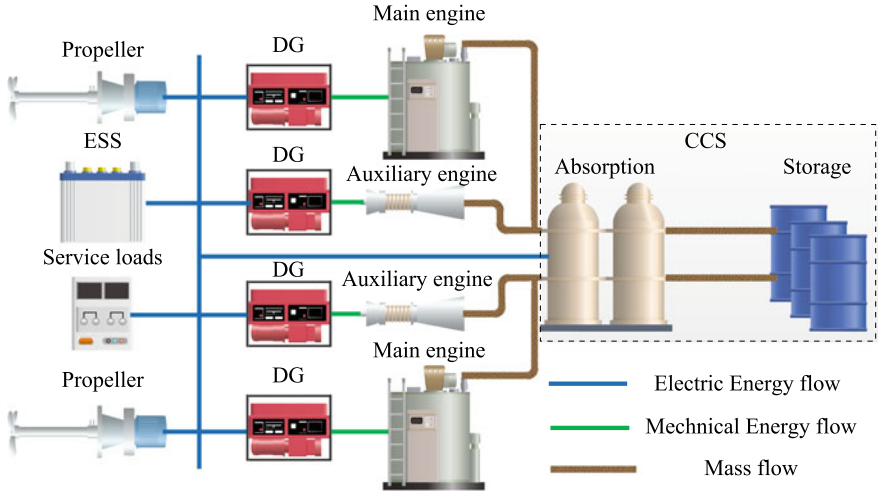 Main engine
Propeller
DG
ESS
DG
Auxiliary engine
CCS
Absorption
Storage
Service loads
DG
Auxiliary engine
Main engine
Propeller
DG
Electric Energy flow
Mechnical Energy flow
Mass flow